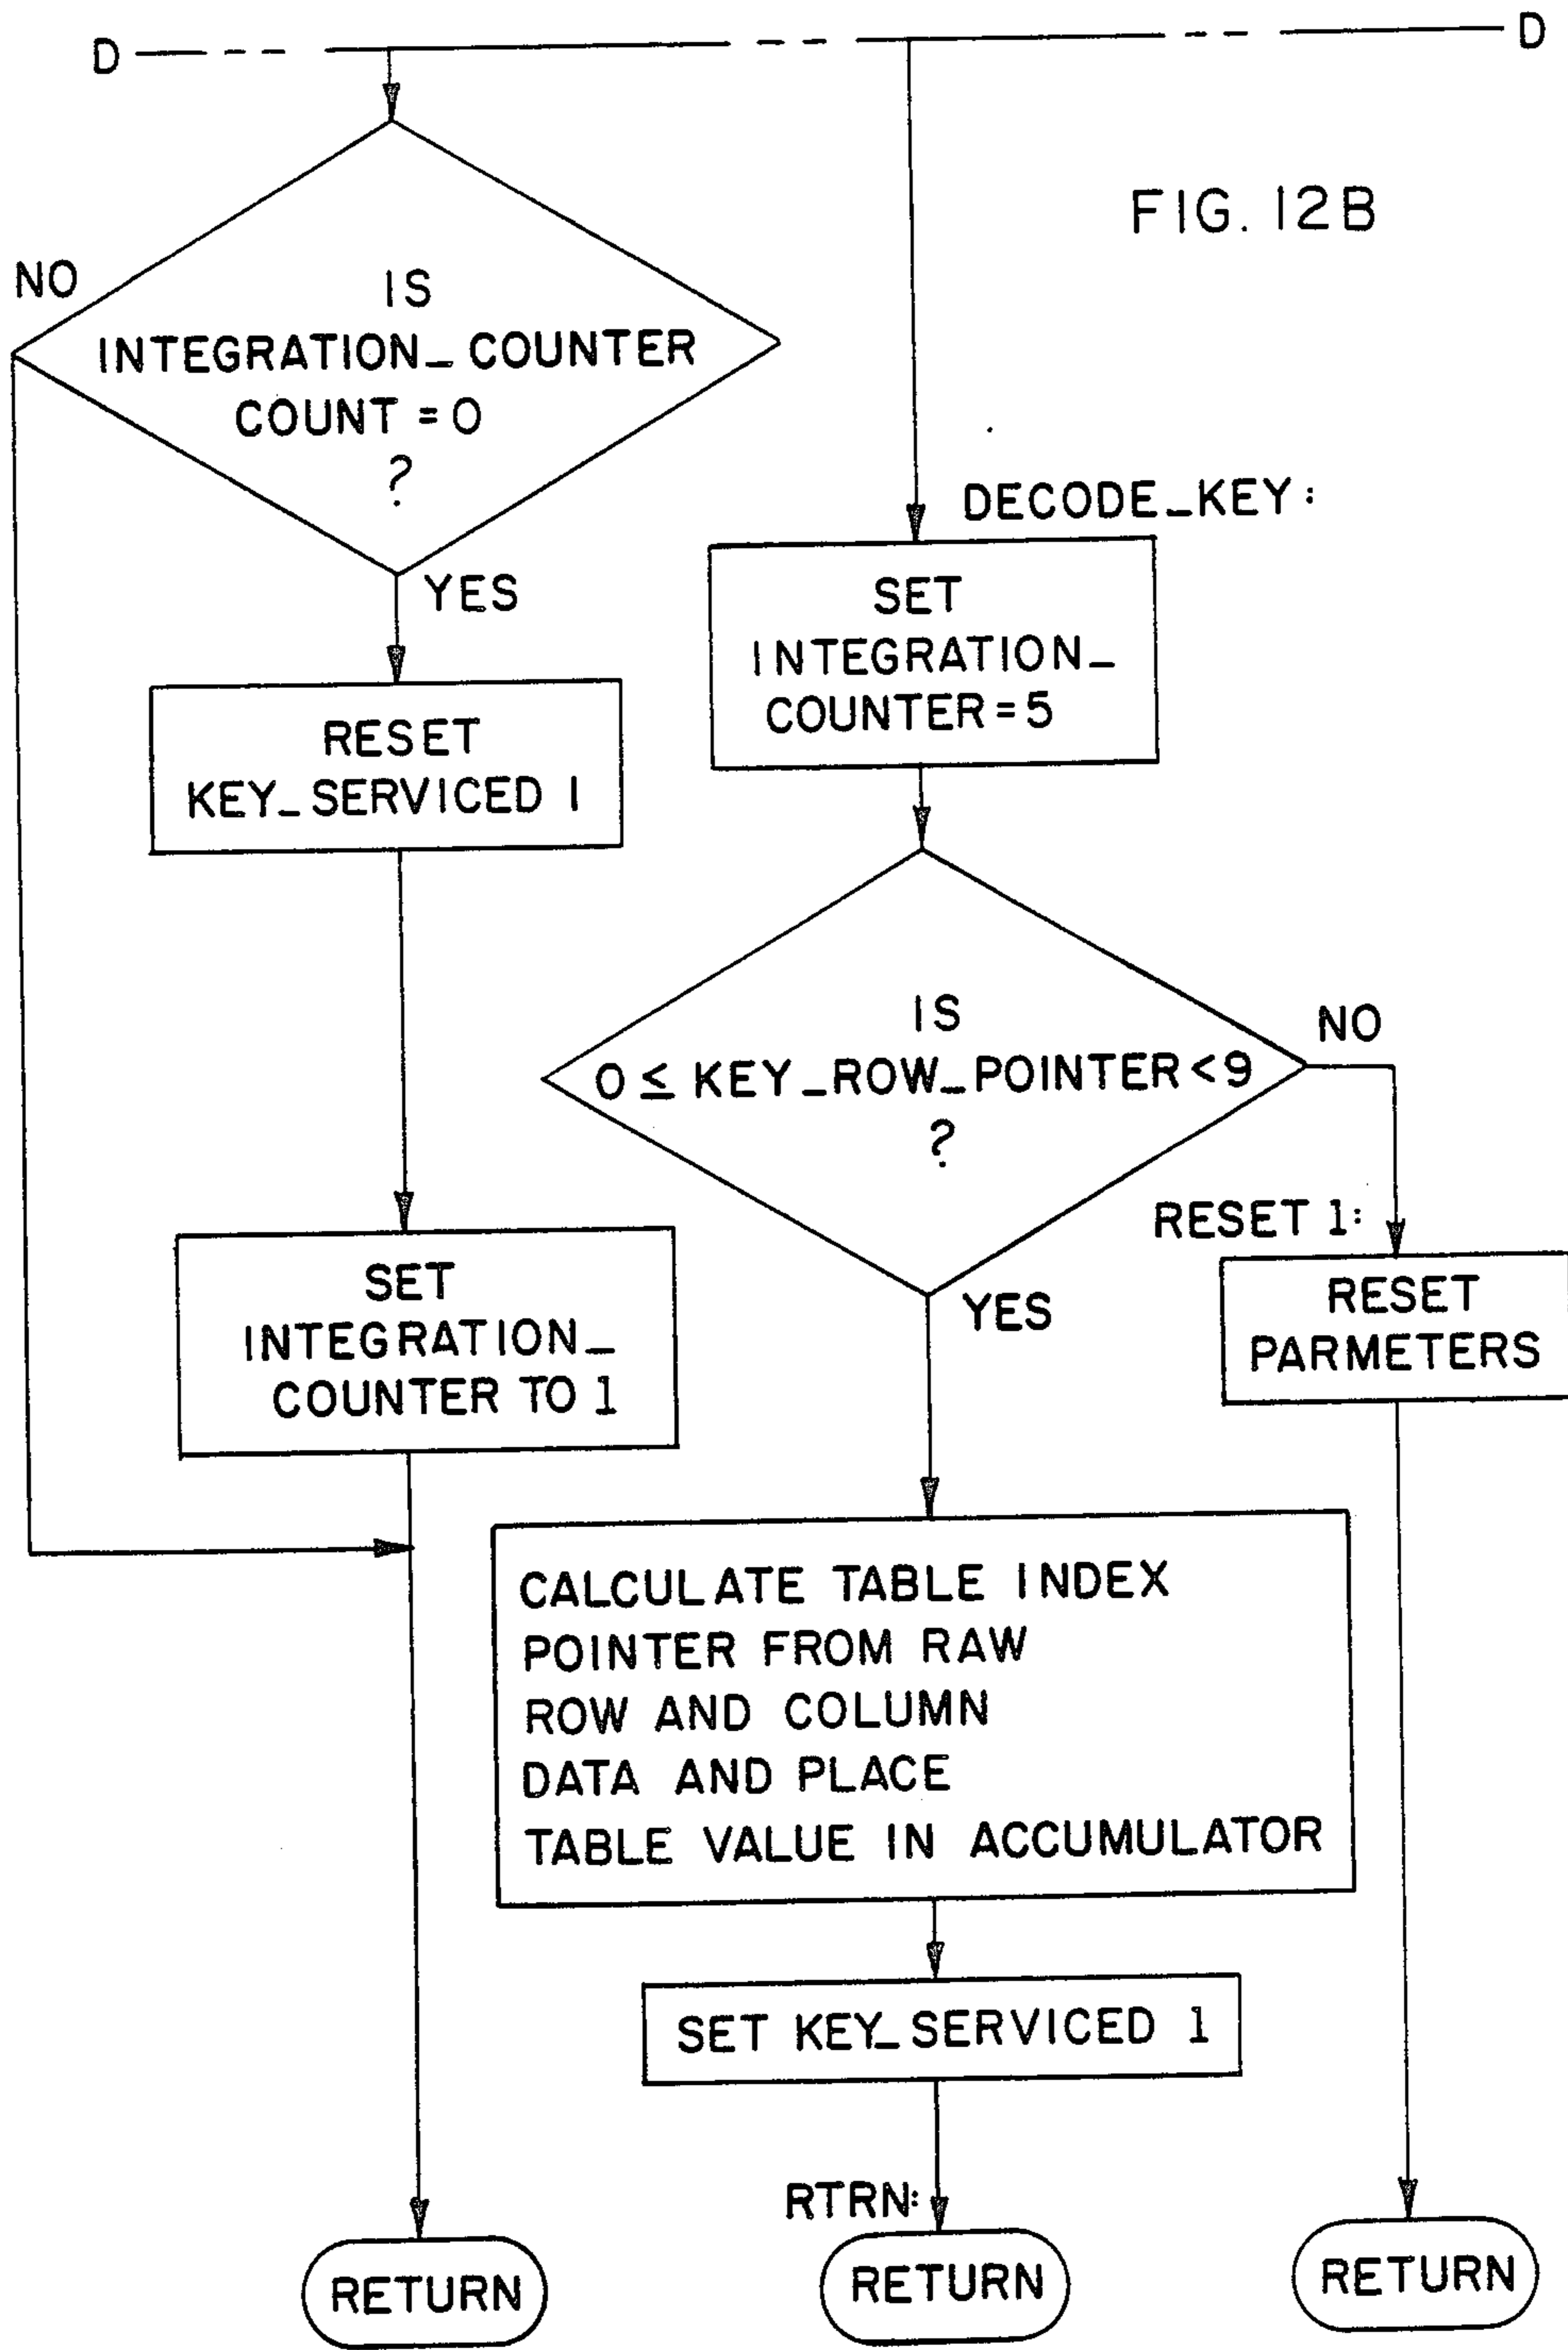 D D
FIG. 12B
NO
IS
INTEGRATION_COUNTER
COUNT = 0
?
YES
RESET
KEY_SERVICED 1
SET
INTEGRATION_
COUNTER TO 1
RETURN
DECODE_KEY:
SET
INTEGRATION_
COUNTER = 5
IS
0 ≤ KEY_ROW_POINTER < 9
?
NO
YES
RESET 1:
RESET
PARMETERS
CALCULATE TABLE INDEX
POINTER FROM RAW
ROW AND COLUMN
DATA AND PLACE
TABLE VALUE IN ACCUMULATOR
SET KEY_SERVICED 1
RTRN:
RETURN
RETURN